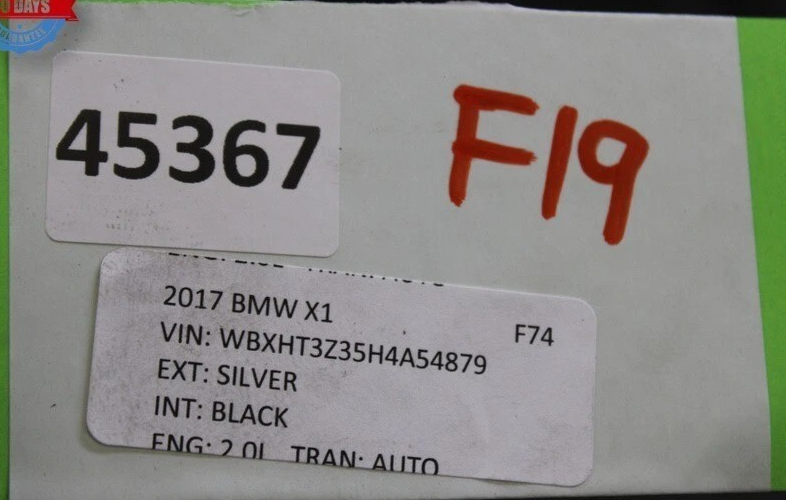 DAYS
45367
F19
2017 BMW X1
F74
VIN: WBXHT3Z35H4A54879
EXT: SILVER
INT: BLACK
ENG: 2.0L TRAN: AUTO